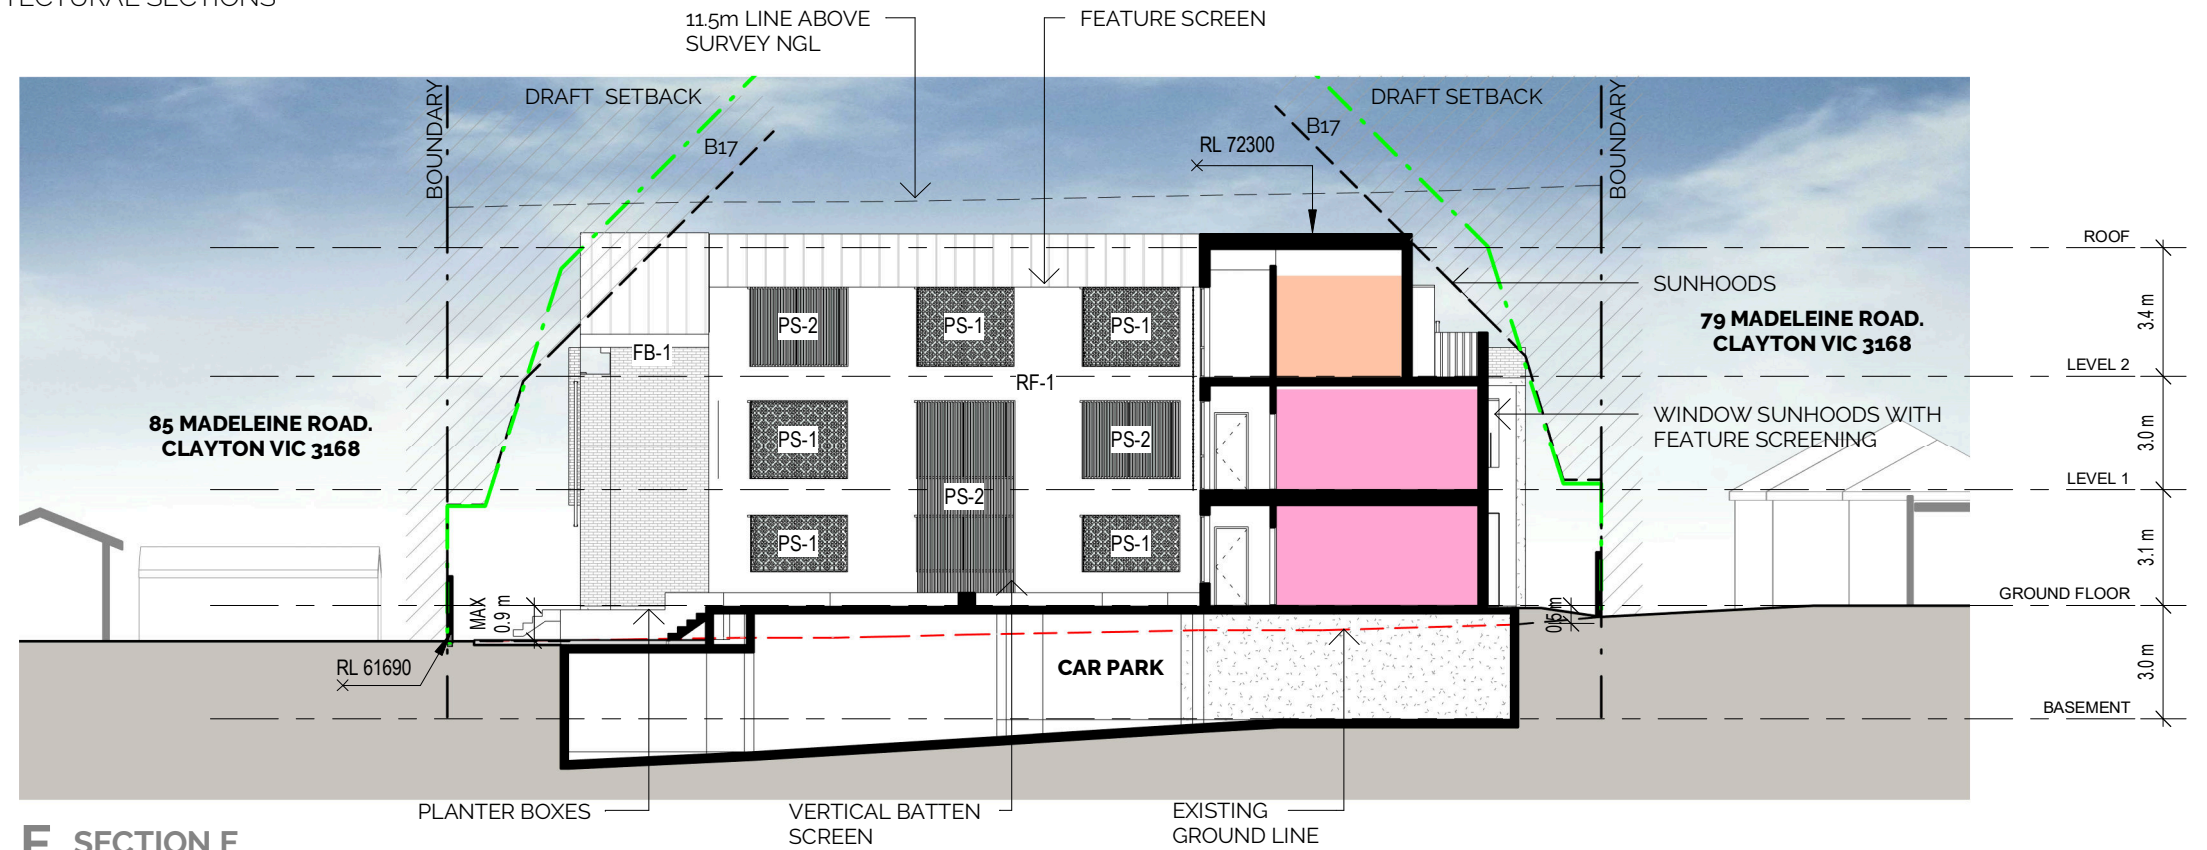 TECTURAL SECTIONS
11.5m LINE ABOVE
SURVEY NGL
FEATURE SCREEN
BOUNDARY
DRAFT SETBACK
B17
RL 72300
B17
DRAFT SETBACK
BOUNDARY
ROOF
SUNHOODS
79 MADELEINE ROAD.
CLAYTON VIC 3168
3.4 m
PS-2
PS-1
PS-1
FB-1
RF-1
LEVEL 2
85 MADELEINE ROAD.
CLAYTON VIC 3168
WINDOW SUNHOODS WITH
FEATURE SCREENING
3.0 m
PS-1
PS-2
PS-2
LEVEL 1
PS-1
PS-1
3.1 m
GROUND FLOOR
MAX
0.9 m
0.5 m
RL 61690
CAR PARK
3.0 m
BASEMENT
PLANTER BOXES
VERTICAL BATTEN
SCREEN
EXISTING
GROUND LINE
SECTION E